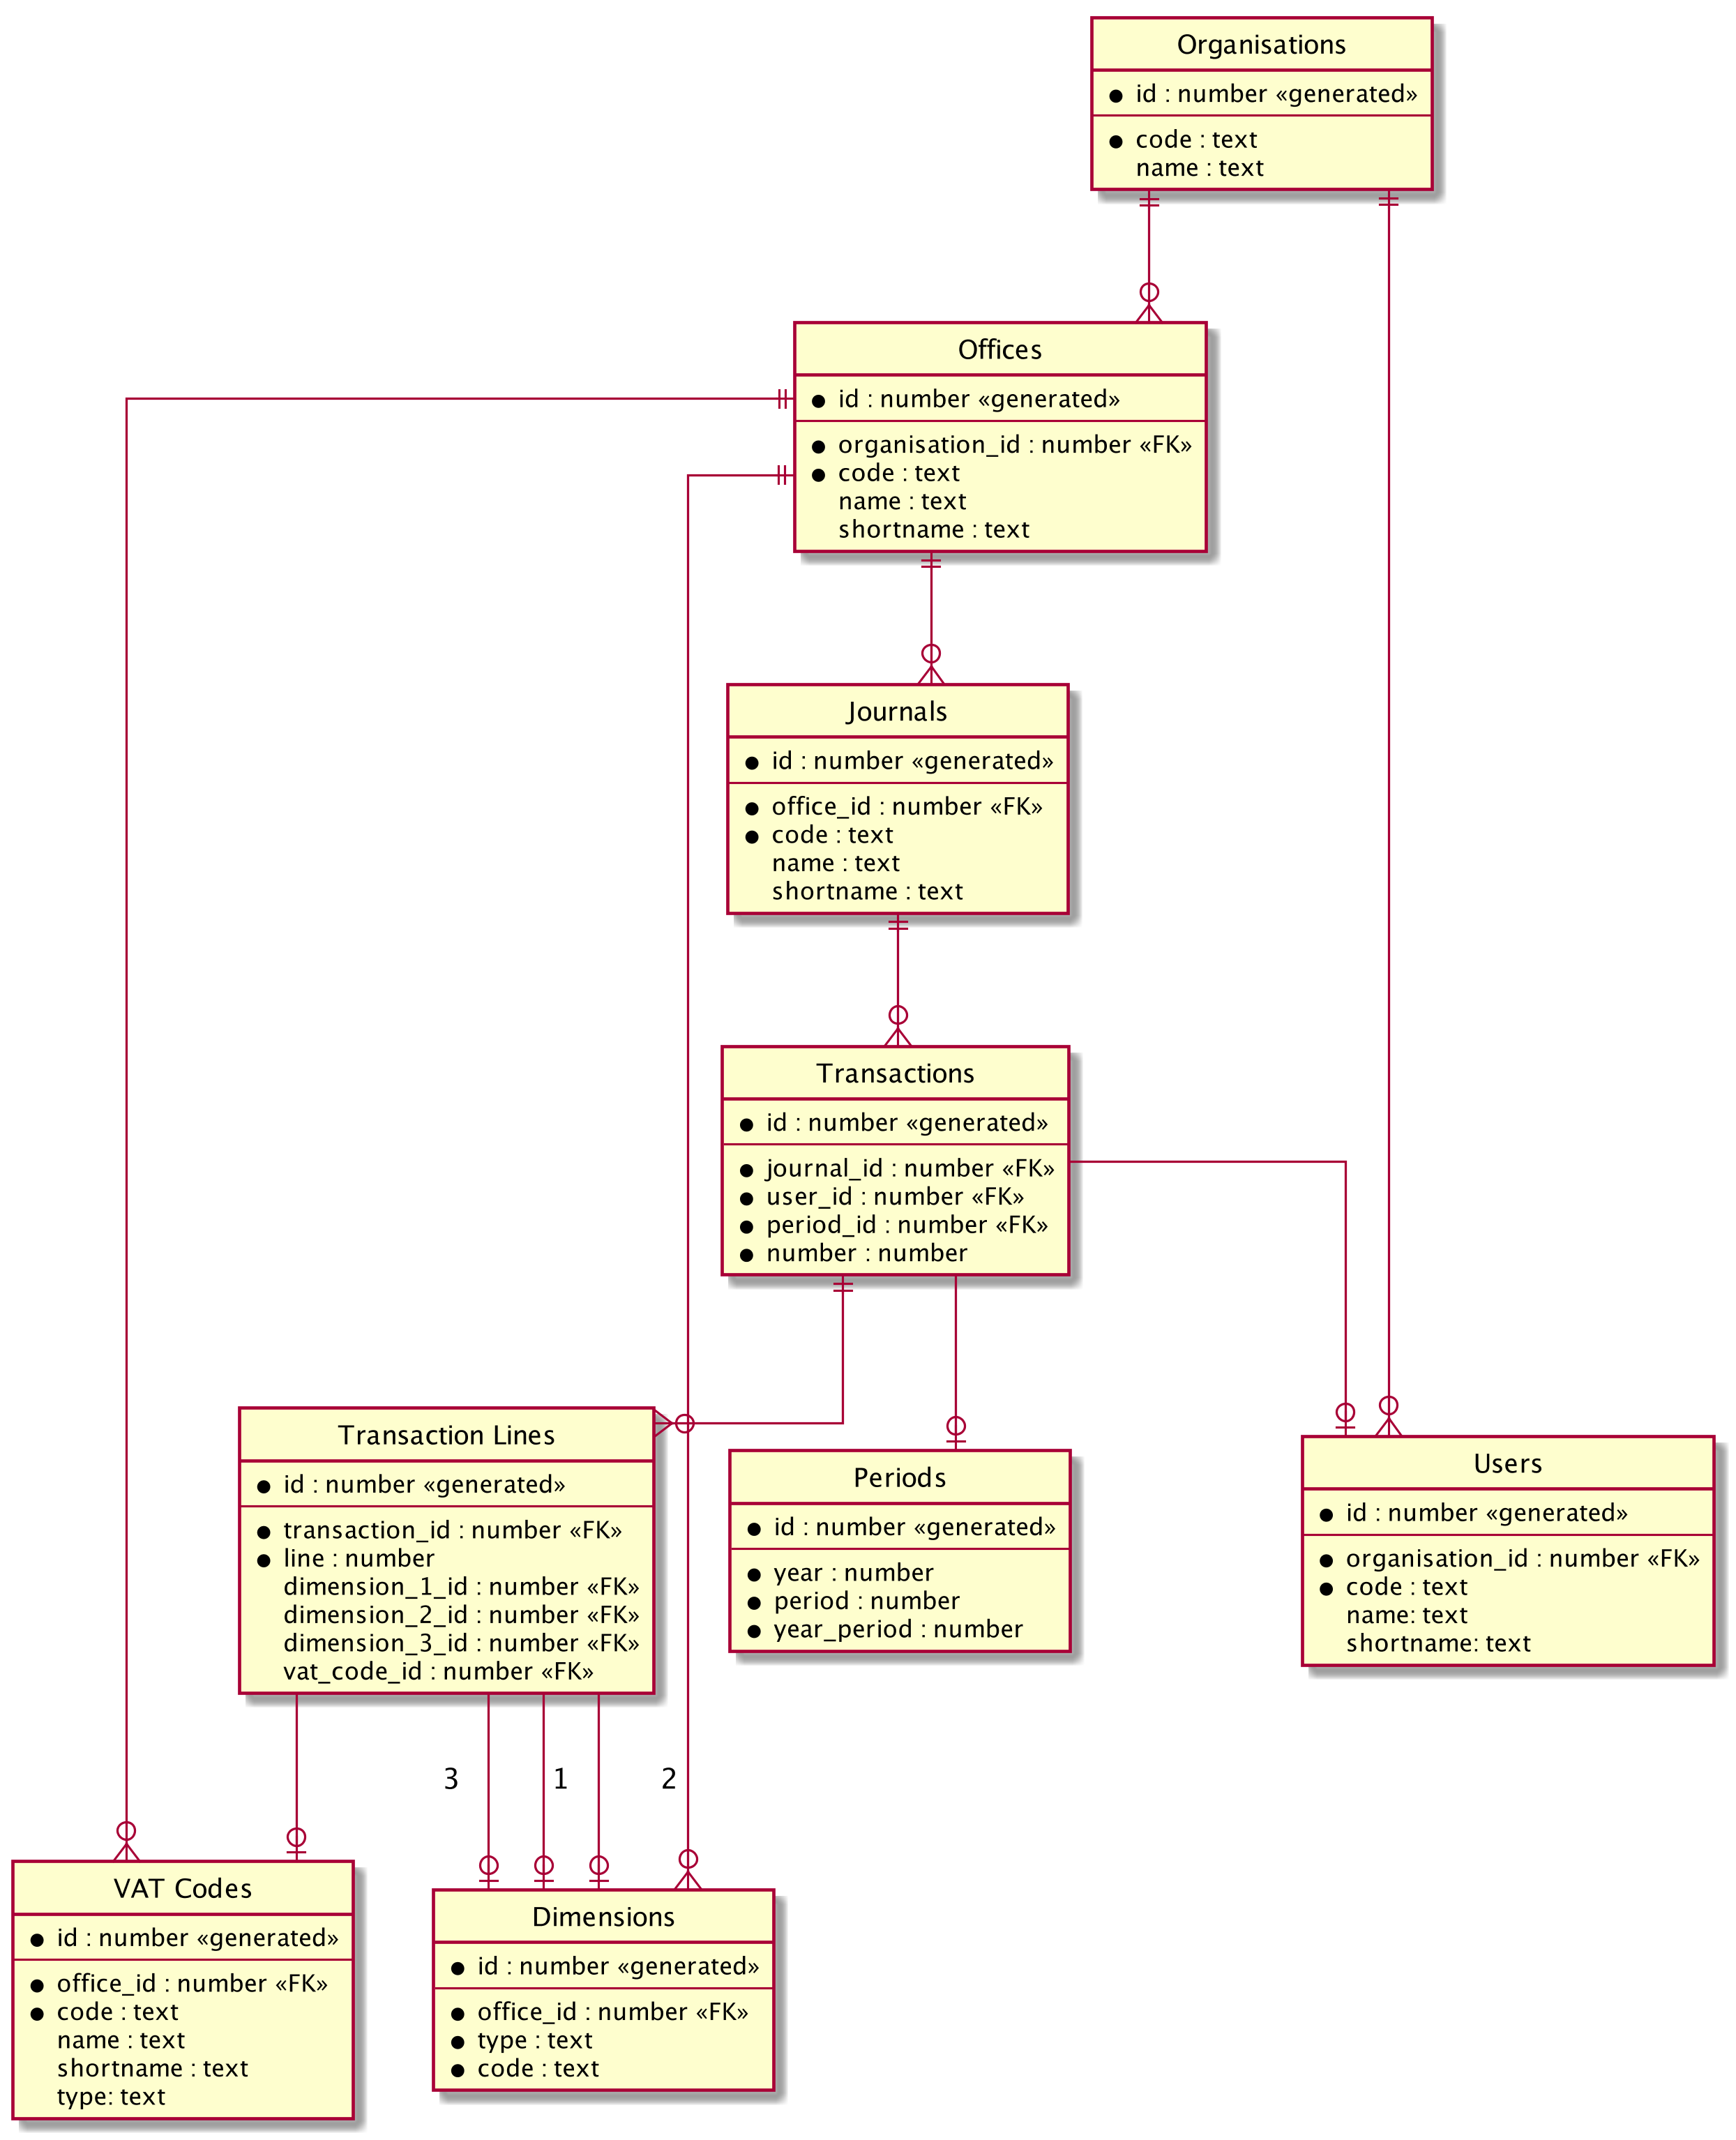 Organisations
id : number «generated»
code : text
name : text
Offices
id : number «generated»
organisation_id : number «FK»
code : text
name : text
shortname : text
Journals
id : number «generated»
office_id : number «FK»
code : text
name : text
shortname : text
Transactions
id : number «generated»
journal_id : number «FK»
user_id : number «FK»
period_id : number «FK»
number : number
Transaction Lines
id : number «generated»
transaction_id : number «FK»
line : number
dimension_1_id : number «FK»
dimension_2_id : number «FK»
dimension_3_id : number «FK»
vat_code_id : number «FK»
Periods
id : number «generated»
year : number
period : number
year_period : number
Users
id : number «generated»
organisation_id : number «FK»
code : text
name: text
shortname: text
3
1
2
VAT Codes
id : number «generated»
office_id : number «FK»
code : text
name : text
shortname : text
type: text
Dimensions
id : number «generated»
office_id : number «FK»
type : text
code : text